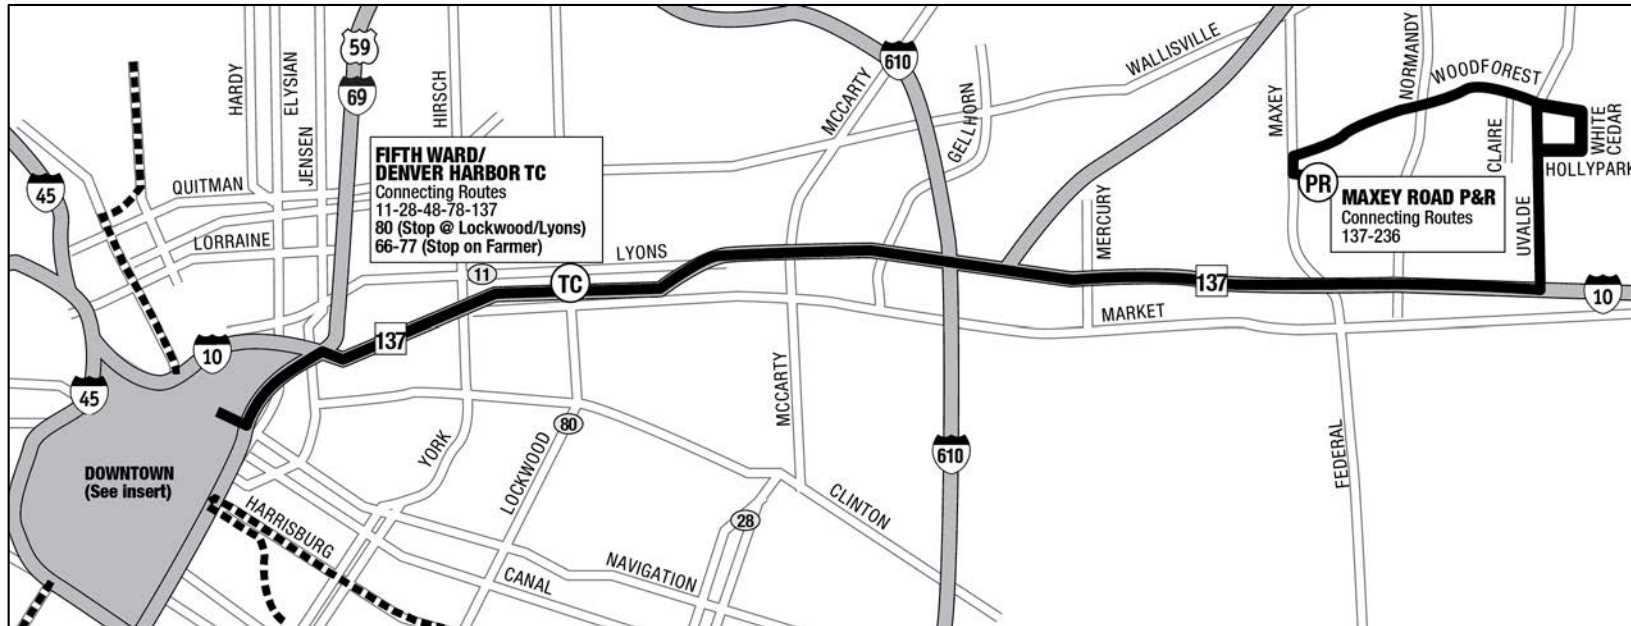 59
69
610
45
45
10
10
610
HARDY
ELYSIAN
JENSEN
HIRSCH
QUITMAN
LORRAINE
FIFTH WARD/
DENVER HARBOR TC
Connecting Routes
11-28-48-78-137
80 (Stop @ Lockwood/Lyons)
66-77 (Stop on Farmer)
11
TC
LYONS
MCCARTY
GELLHORN
WALLISVILLE
MAXEY
NORMANDY
WOODFOREST
CLAIRE
WHITE
CEDAR
HOLLYPARK
UVALDE
PR
MAXEY ROAD P&R
Connecting Routes
137-236
MERCURY
137
137
MARKET
FEDERAL
MCCARTY
DOWNTOWN
(See insert)
HARRISBURG
YORK
LOCKWOOD
80
28
CANAL
NAVIGATION
CLINTON